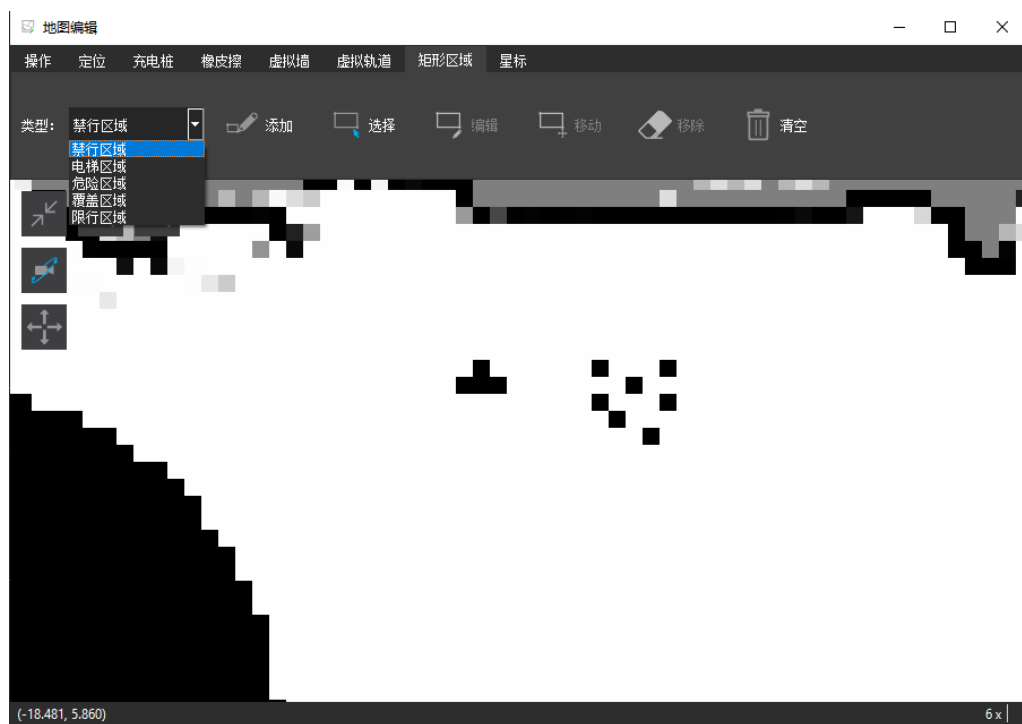 地图编辑
操作 定位 充电桩 橡皮擦 虚拟墙 虚拟轨道 矩形区域 星标
类型: 禁行区域 添加 选择 编辑 移动 移除 清空
禁行区域
电梯区域
危险区域
覆盖区域
限行区域
(-18.481, 5.860) 6 x